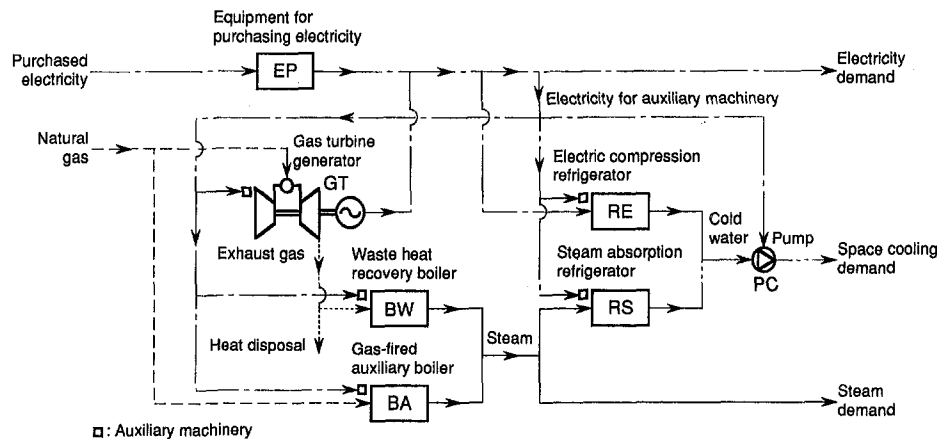 Equipment for
purchasing electricity
Purchased
electricity
EP
Electricity
demand
Electricity for auxiliary machinery
Natural
gas
Gas turbine
generator
GT
Electric compression
refrigerator
RE
Cold
water
Pump
PC
Space cooling
demand
Exhaust gas
Waste heat
recovery boiler
BW
Steam absorption
refrigerator
RS
Steam
Heat disposal
Gas-fired
auxiliary boiler
BA
Steam
demand
: Auxiliary machinery